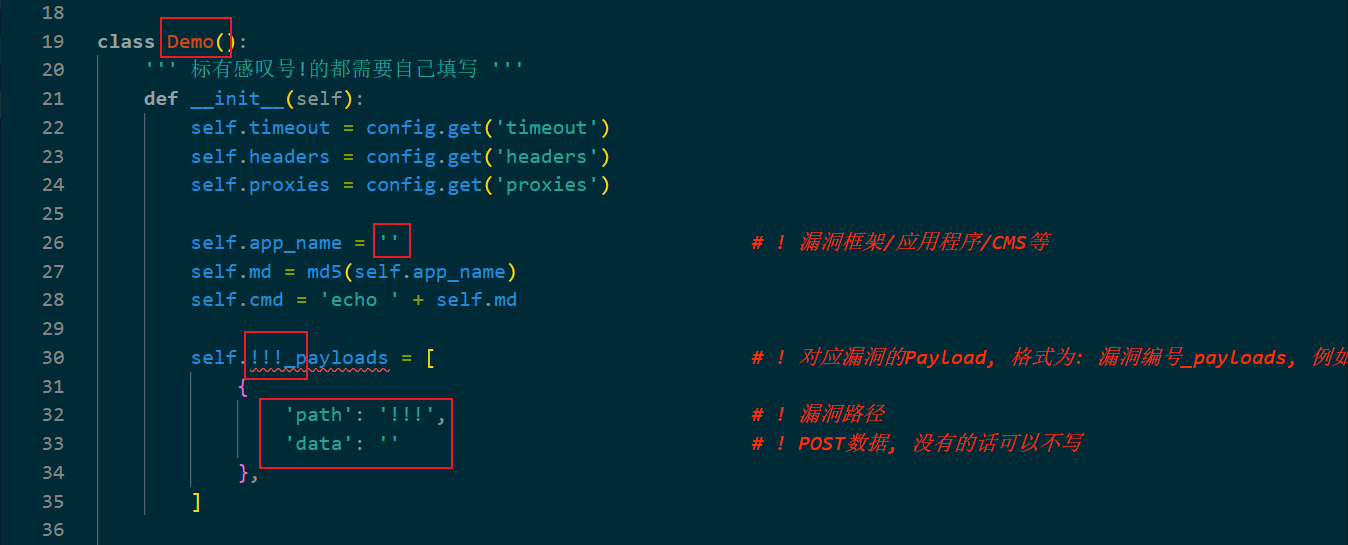 18
19 class Demo():
20 ''' 标有感叹号!的都需要自己填写 '''
21 def __init__(self):
22 self.timeout = config.get('timeout')
23 self.headers = config.get('headers')
24 self.proxies = config.get('proxies')
25
26 self.app_name = '' # ! 漏洞框架/应用程序/CMS等
27 self.md = md5(self.app_name)
28 self.cmd = 'echo ' + self.md
29
30 self.!!!_payloads = [ # ! 对应漏洞的Payload, 格式为: 漏洞编号_payloads, 例如
31 {
32 'path': '!!!', # ! 漏洞路径
33 'data': '' # ! POST数据, 没有的话可以不写
34 },
35 ]
36